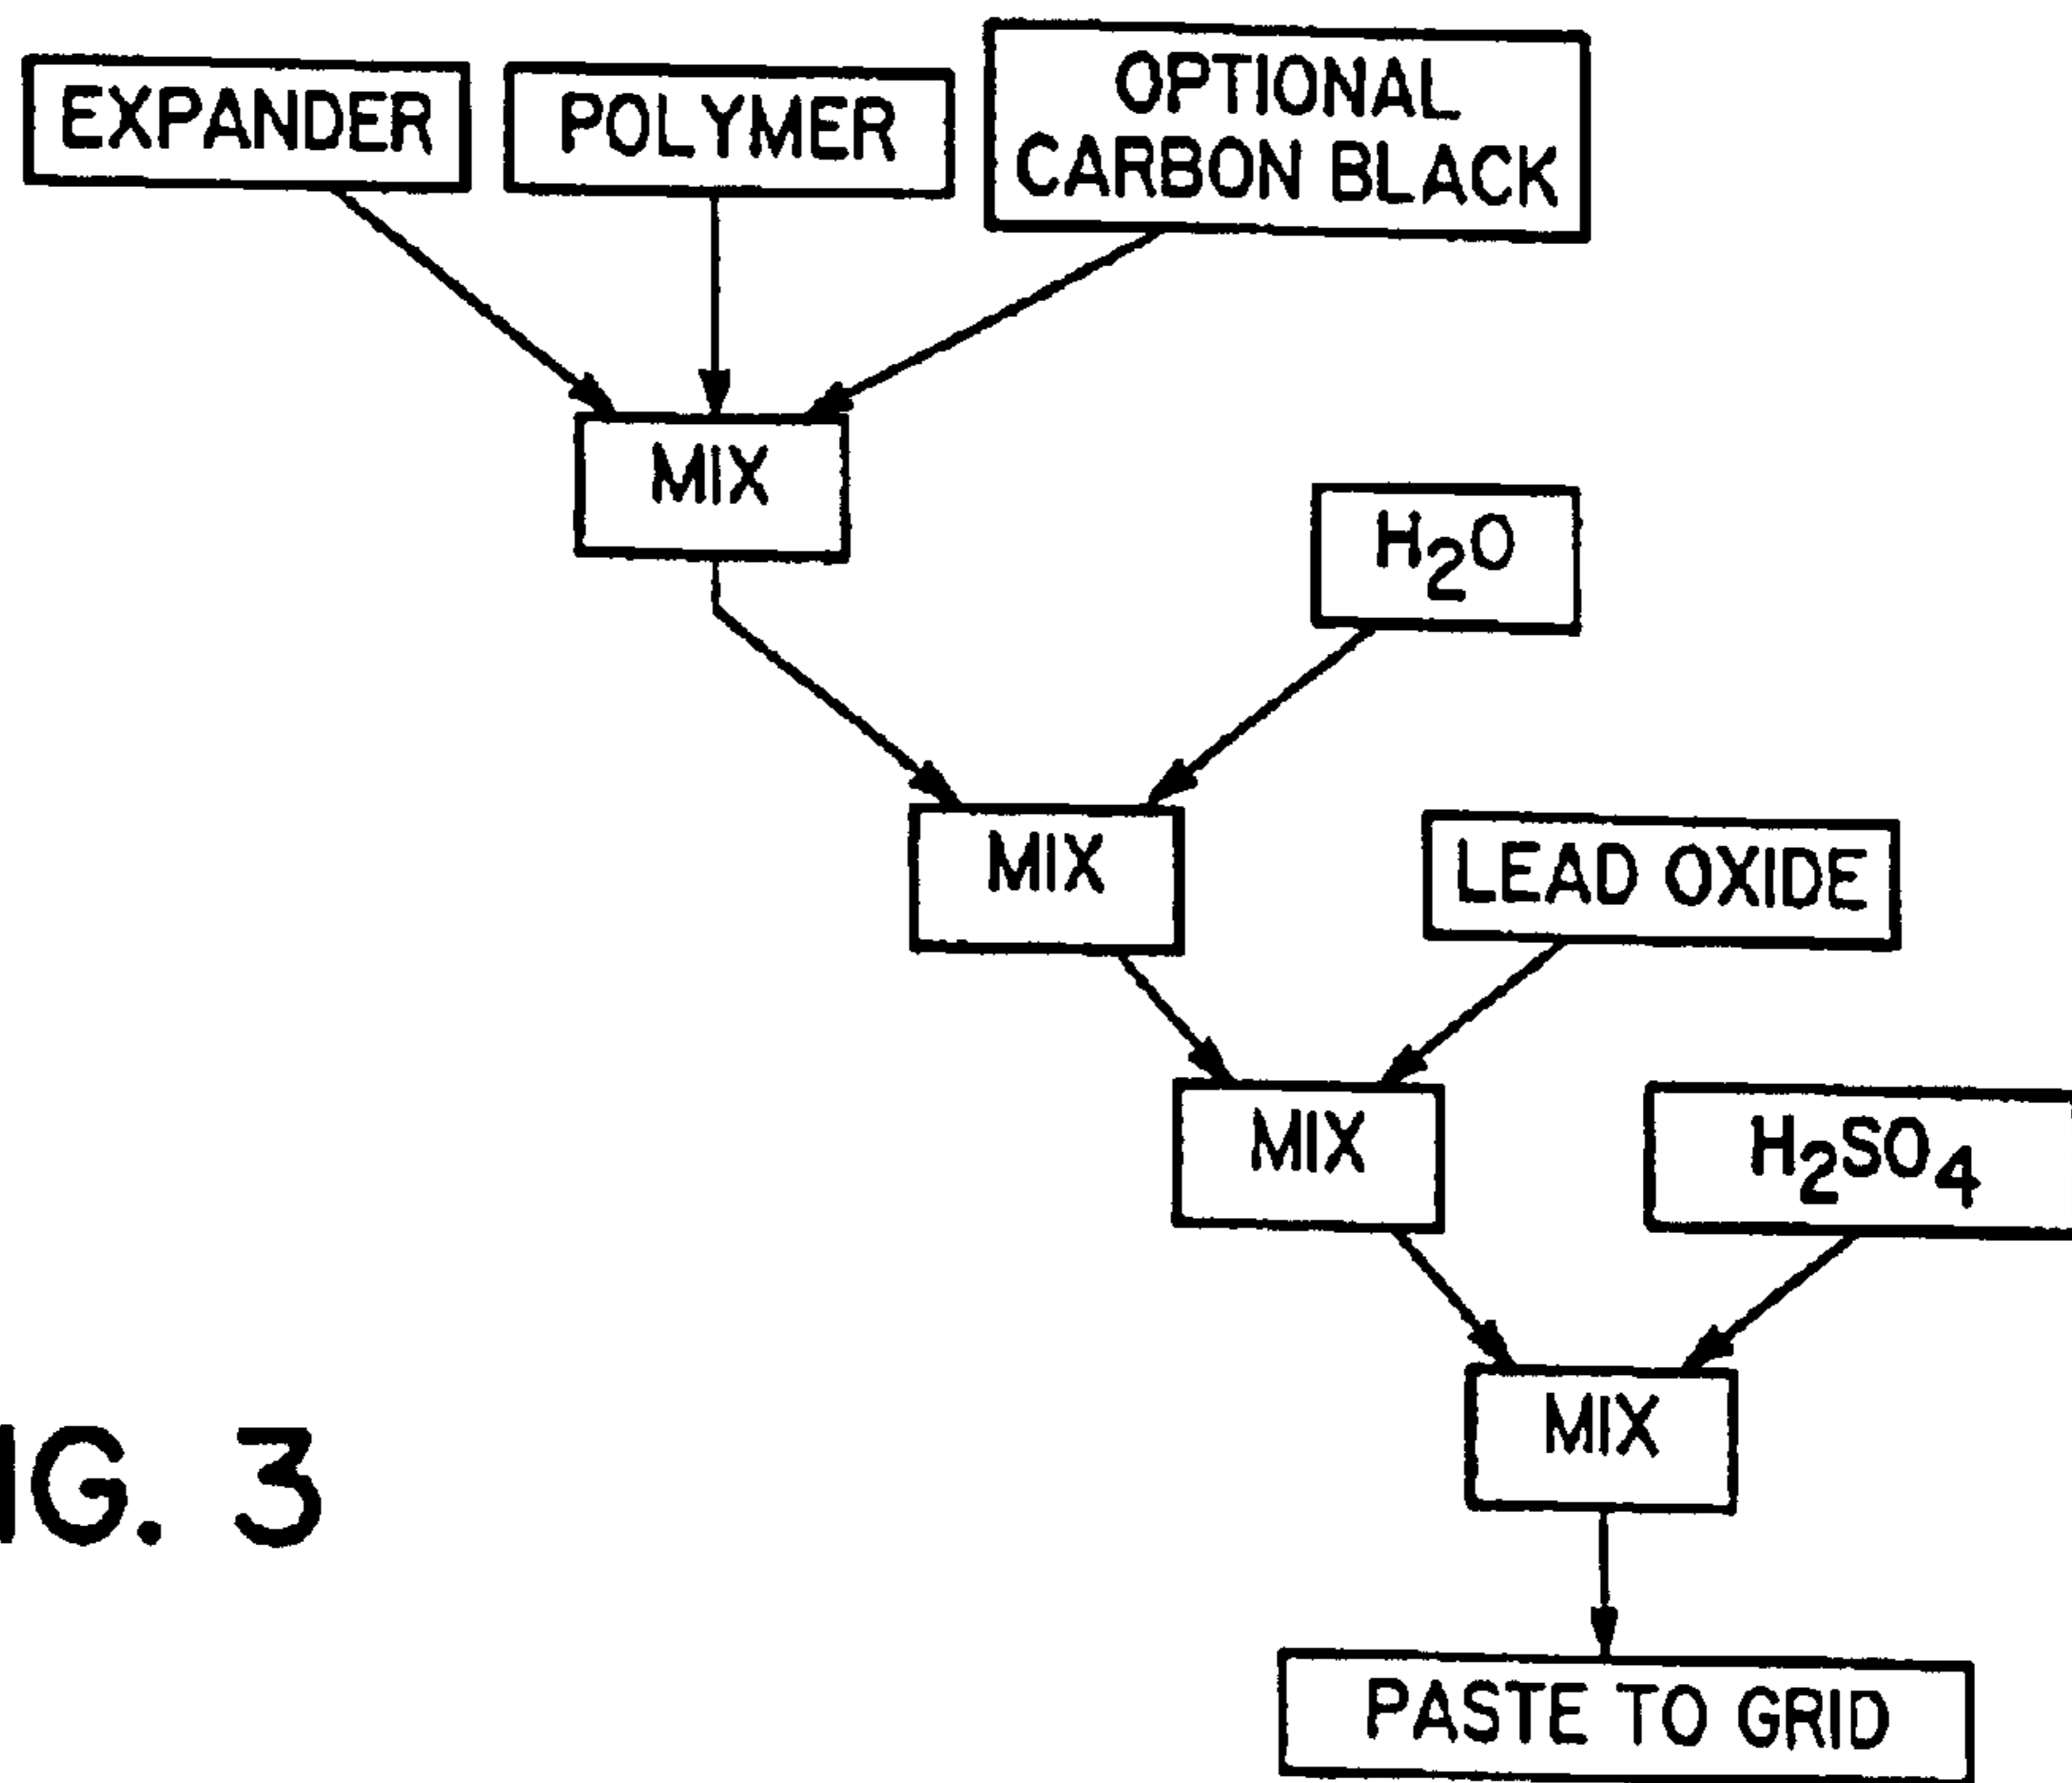 EXPANDER
POLYMER
OPTIONAL
CARBON BLACK
MIX
H2O
MIX
LEAD OXIDE
MIX
H2SO4
MIX
IG. 3
PASTE TO GRID